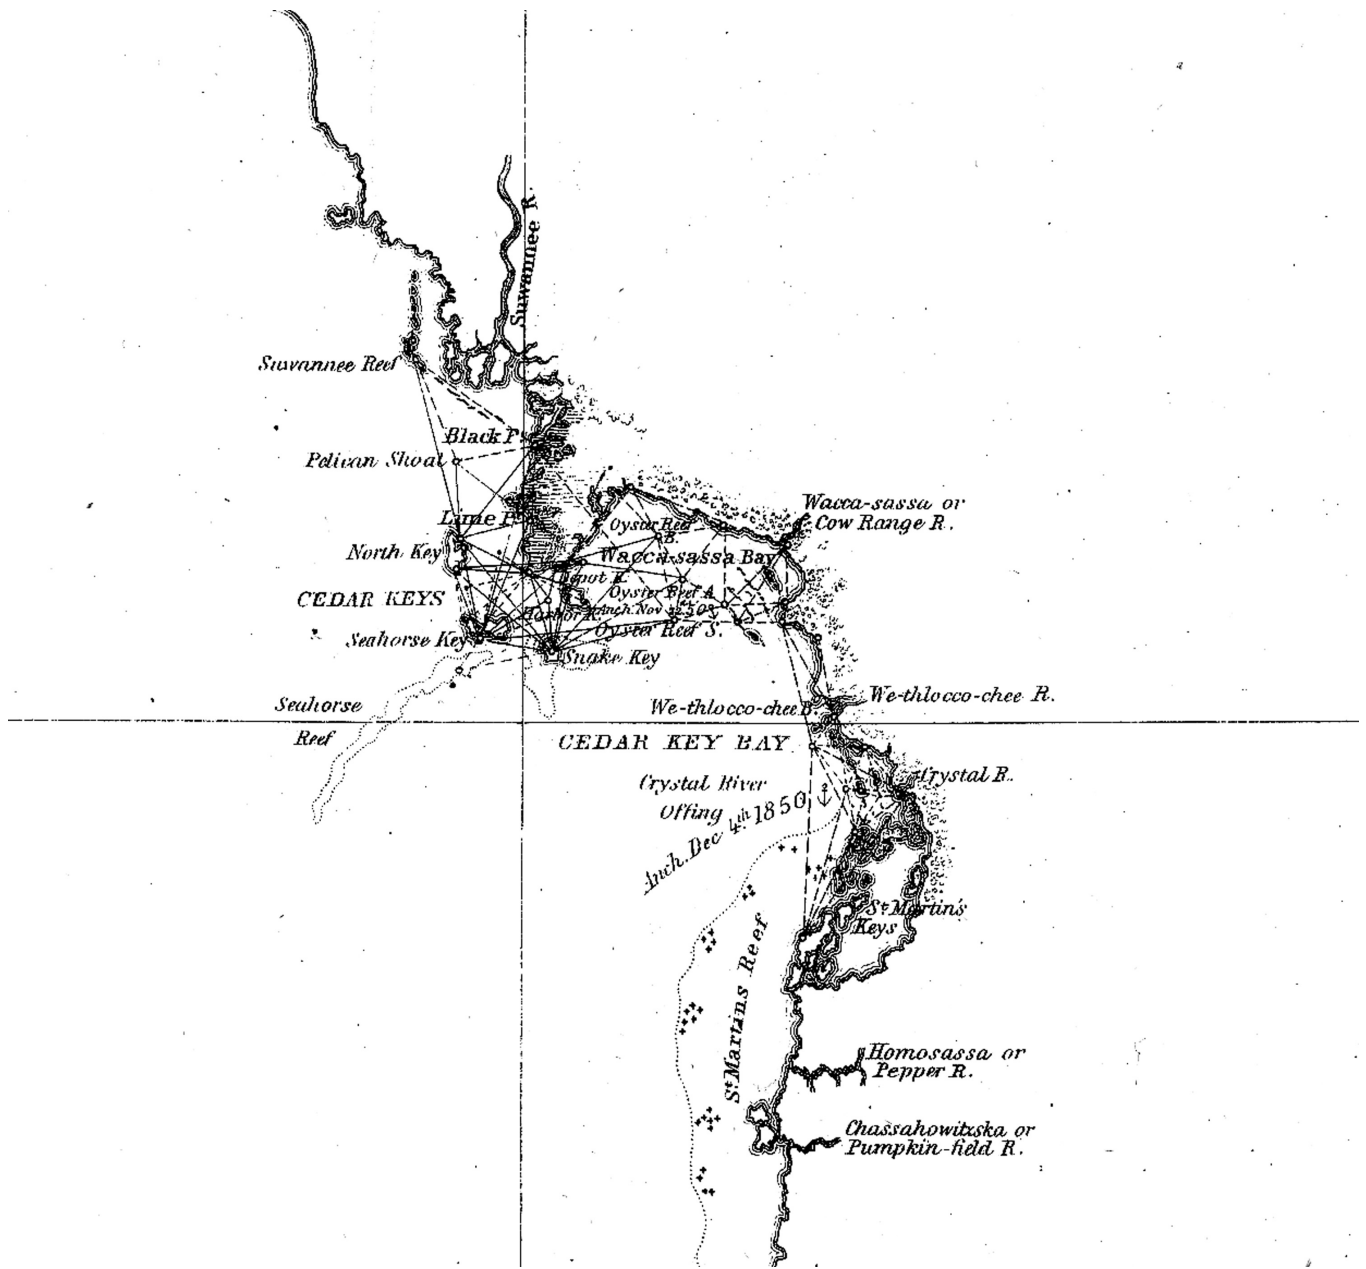 Suwannee R.
Suwannee Reef
Black Pt
Pelican Shoal
Wacca-sassa or
Cow Range R.
Lime Pt
Oyster Reef
B.
North Key
Wacca-sassa Bay
Depot K.
CEDAR KEYS
Oyster Reef A.
Harbor K.
Anch. Nov
Seahorse Key
Oyster Reef S.
Snake Key
We-thlocco-chee R.
Seahorse
Reef
We-thlocco-chee B.
CEDAR KEY BAY
Crystal R.
Crystal River
Offing
Anch. Dec 4th 1850
St Martin's
Keys
St Martins Reef
Homosassa or
Pepper R.
Chassahowitzska or
Pumpkin-field R.